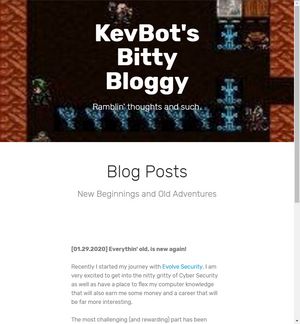 KevBot's
Bitty
Bloggy
Ramblin' thoughts and such.
Blog Posts
New Beginnings and Old Adventures
[01.29.2020] Everythin' old, is new again!
Recently I started my journey with Evolve Security, I am
very excited to get into the nitty gritty of Cyber Security
as well as have a place to flex my computer knowledge
that will also earn me some money and a career that will
be far more interesting.
The most challenging (and rewarding) part has been